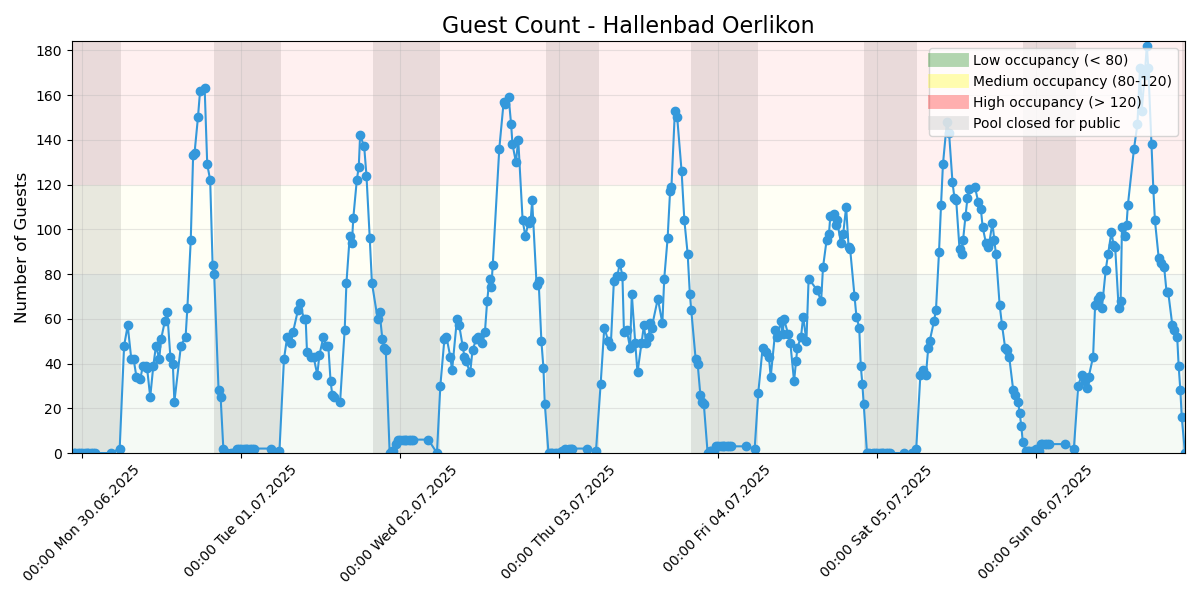 Guest Count - Hallenbad Oerlikon
Number of Guests
180
160
140
120
100
80
60
40
20
0
Low occupancy (< 80)
Medium occupancy (80-120)
High occupancy (> 120)
Pool closed for public
00:00 Mon 30.06.2025
00:00 Tue 01.07.2025
00:00 Wed 02.07.2025
00:00 Thu 03.07.2025
00:00 Fri 04.07.2025
00:00 Sat 05.07.2025
00:00 Sun 06.07.2025